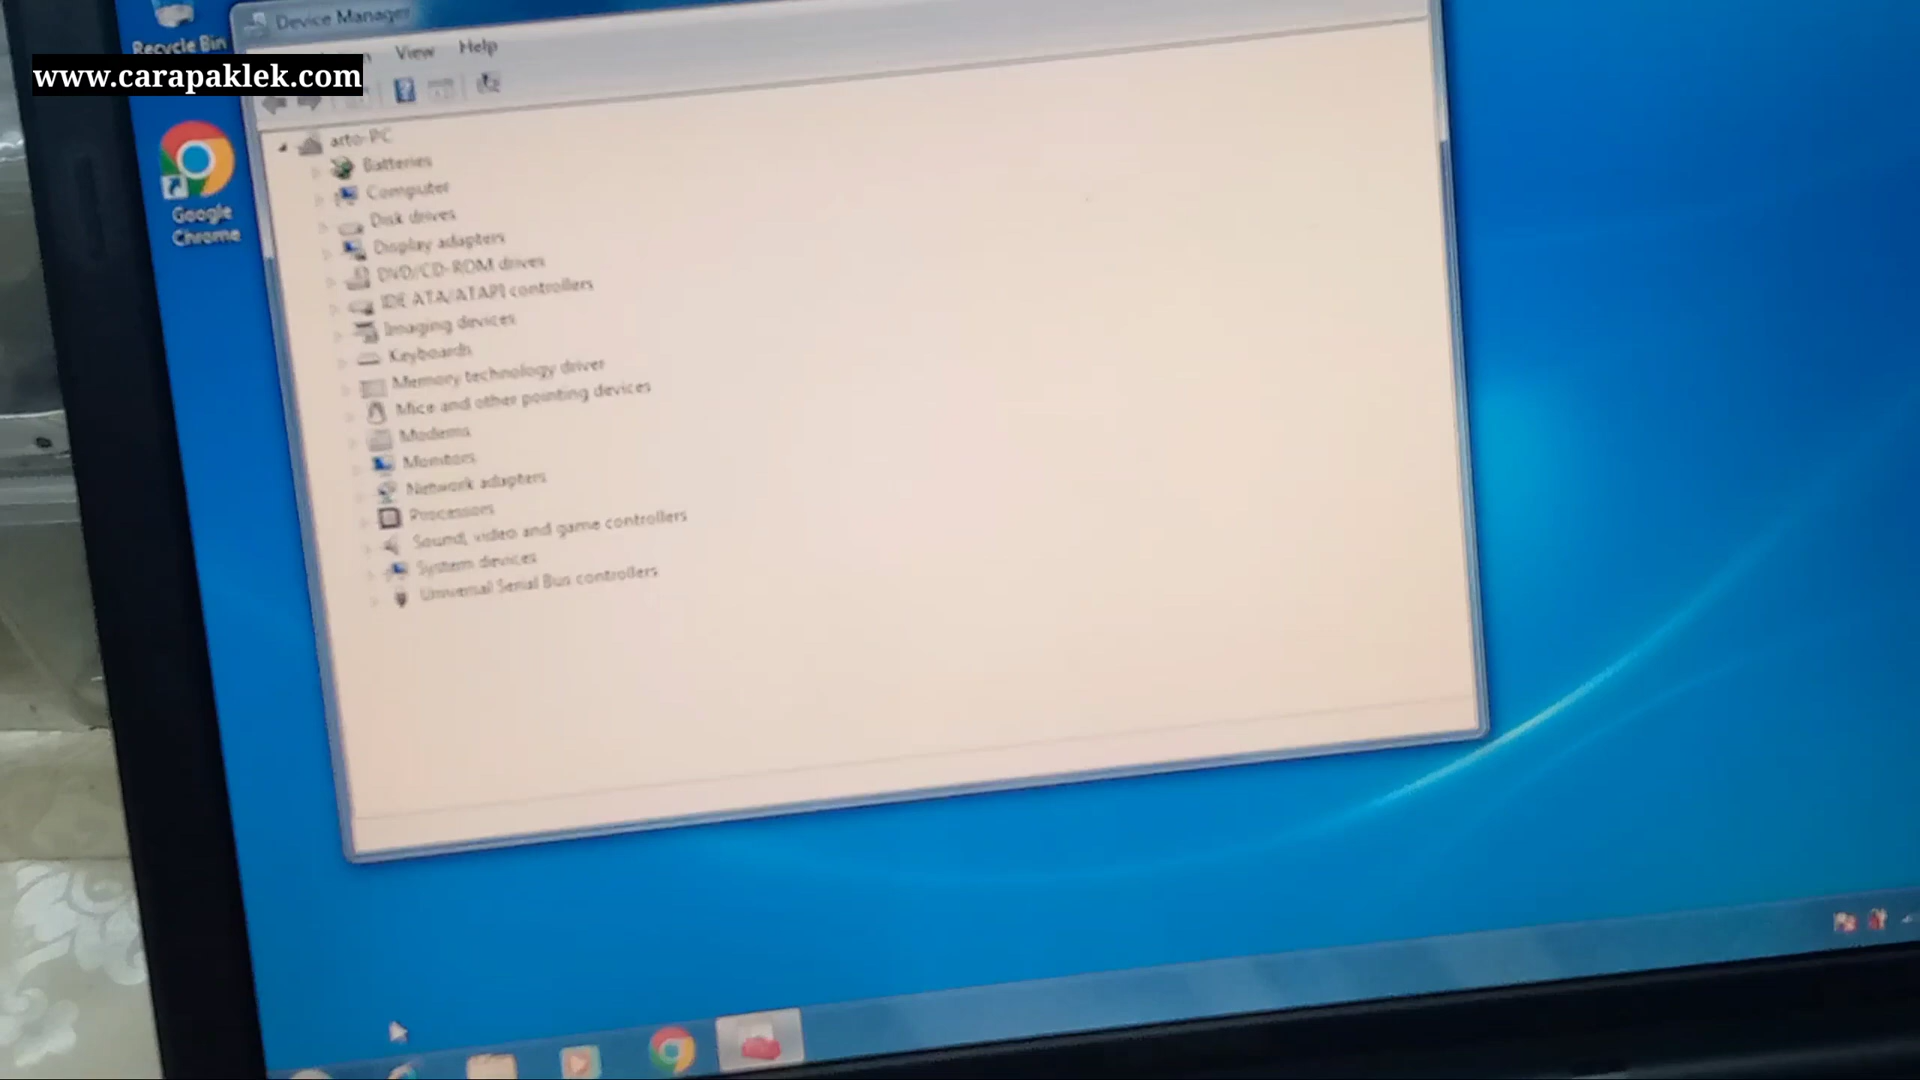 Device Manager
Recycle Bin
View Help
www.carapaklek.com
arto-PC
Batteries
Computer
Disk drives
Display adapters
DVD/CD-ROM drives
IDE ATA/ATAPI controllers
Imaging devices
Keyboards
Memory technology driver
Mice and other pointing devices
Modems
Monitors
Network adapters
Processors
Sound, video and game controllers
System devices
Universal Serial Bus controllers
Google
Chrome